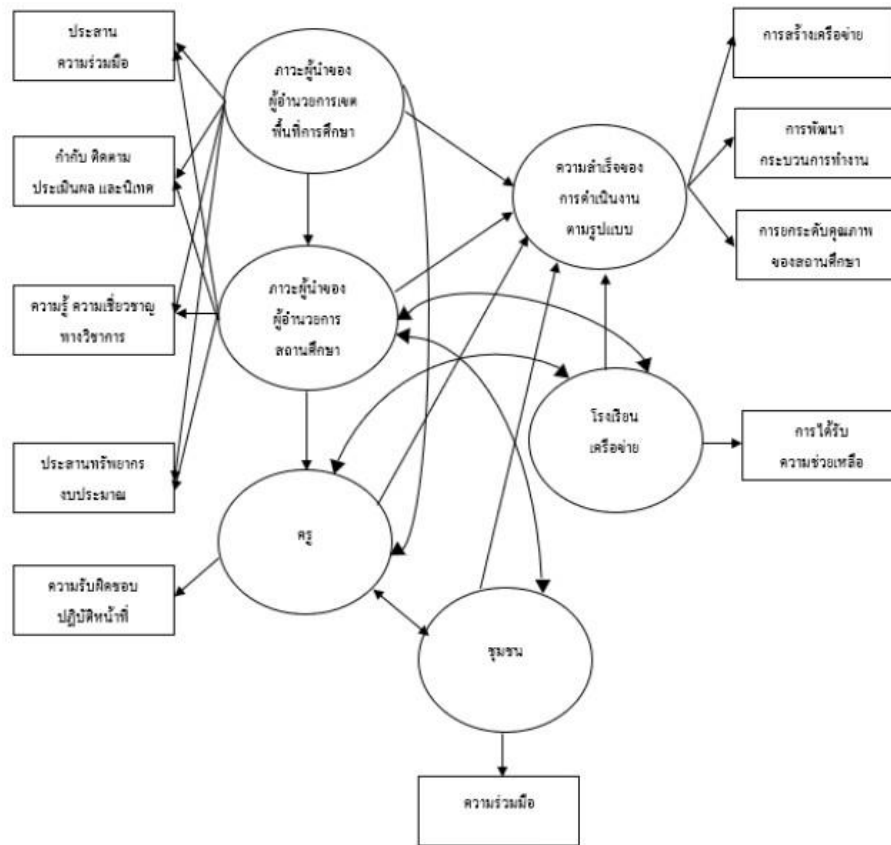 ประสาน
ความร่วมมือ
ภาวะผู้นำของ
ผู้อำนวยการเขต
พื้นที่การศึกษา
การสร้างเครือข่าย
กำกับ ติดตาม
ประเมินผล และนิเทศ
ความสำเร็จของ
การดำเนินงาน
ตามรูปแบบ
การพัฒนา
กระบวนการทำงาน
การยกระดับคุณภาพ
ของสถานศึกษา
ความรู้ ความเชี่ยวชาญ
ทางวิชาการ
ภาวะผู้นำของ
ผู้อำนวยการ
สถานศึกษา
โรงเรียน
เครือข่าย
การได้รับ
ความช่วยเหลือ
ประสานทรัพยากร
งบประมาณ
ครู
ความรับผิดชอบ
ปฏิบัติหน้าที่
ชุมชน
ความร่วมมือ